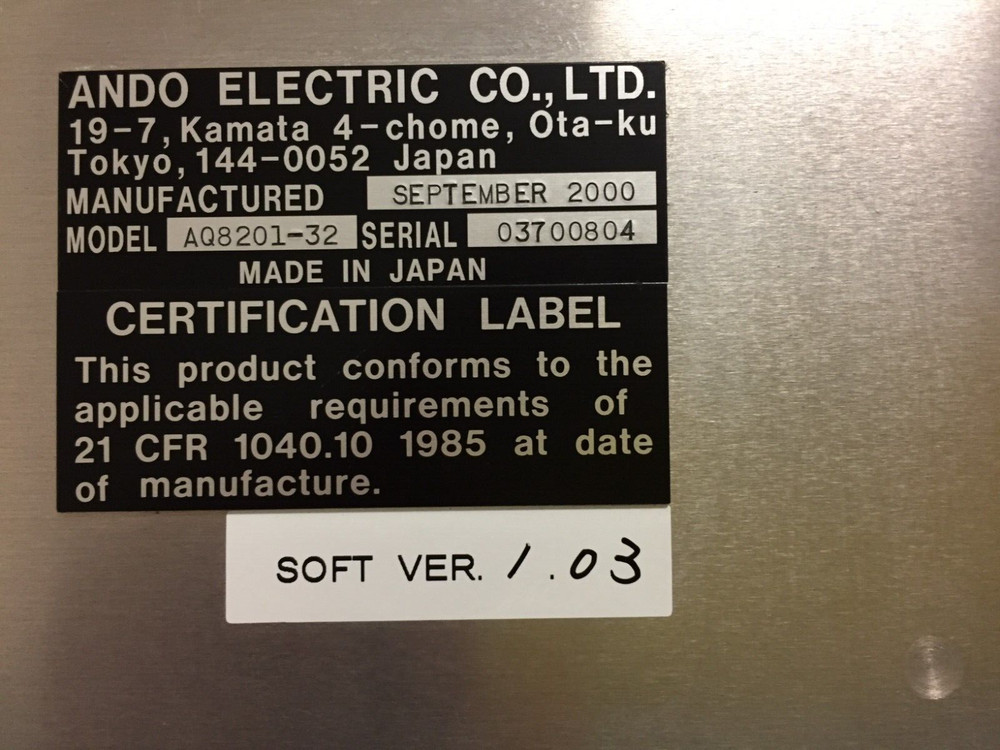 ANDO ELECTRIC CO., LTD.
19-7, Kamata 4-chome, Ota-ku
Tokyo, 144-0052 Japan
MANUFACTURED SEPTEMBER 2000
MODEL AQ8201-32 SERIAL 03700804
MADE IN JAPAN
CERTIFICATION LABEL
This product conforms to the
applicable requirements of
21 CFR 1040.10 1985 at date
of manufacture.
SOFT VER. 1.03